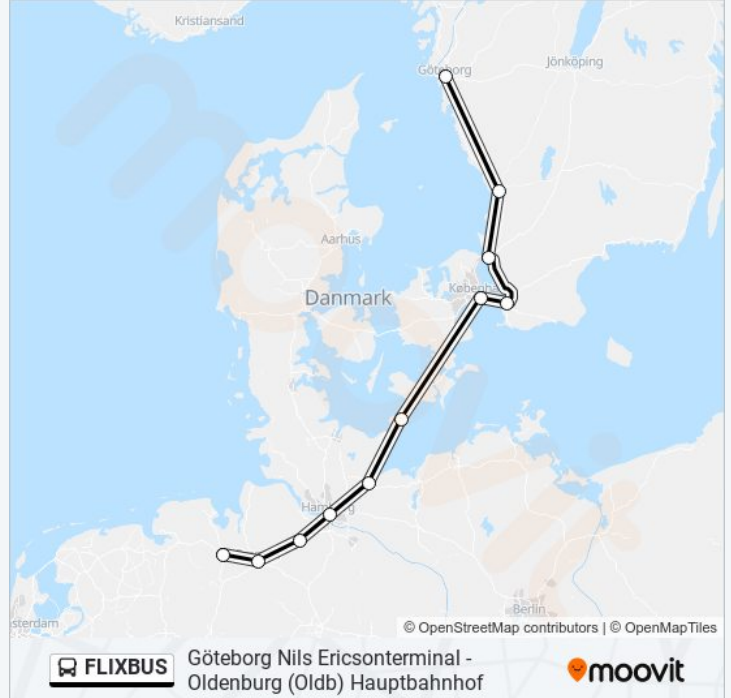 Kristiansand
Göteborg
Jönköping
Aarhus
Københa
Danmark
Hamburg
sterdam
Berlin
© OpenStreetMap contributors | © OpenMapTiles
FLIXBUS
Göteborg Nils Ericsonterminal -
Oldenburg (Oldb) Hauptbahnhof
moovit